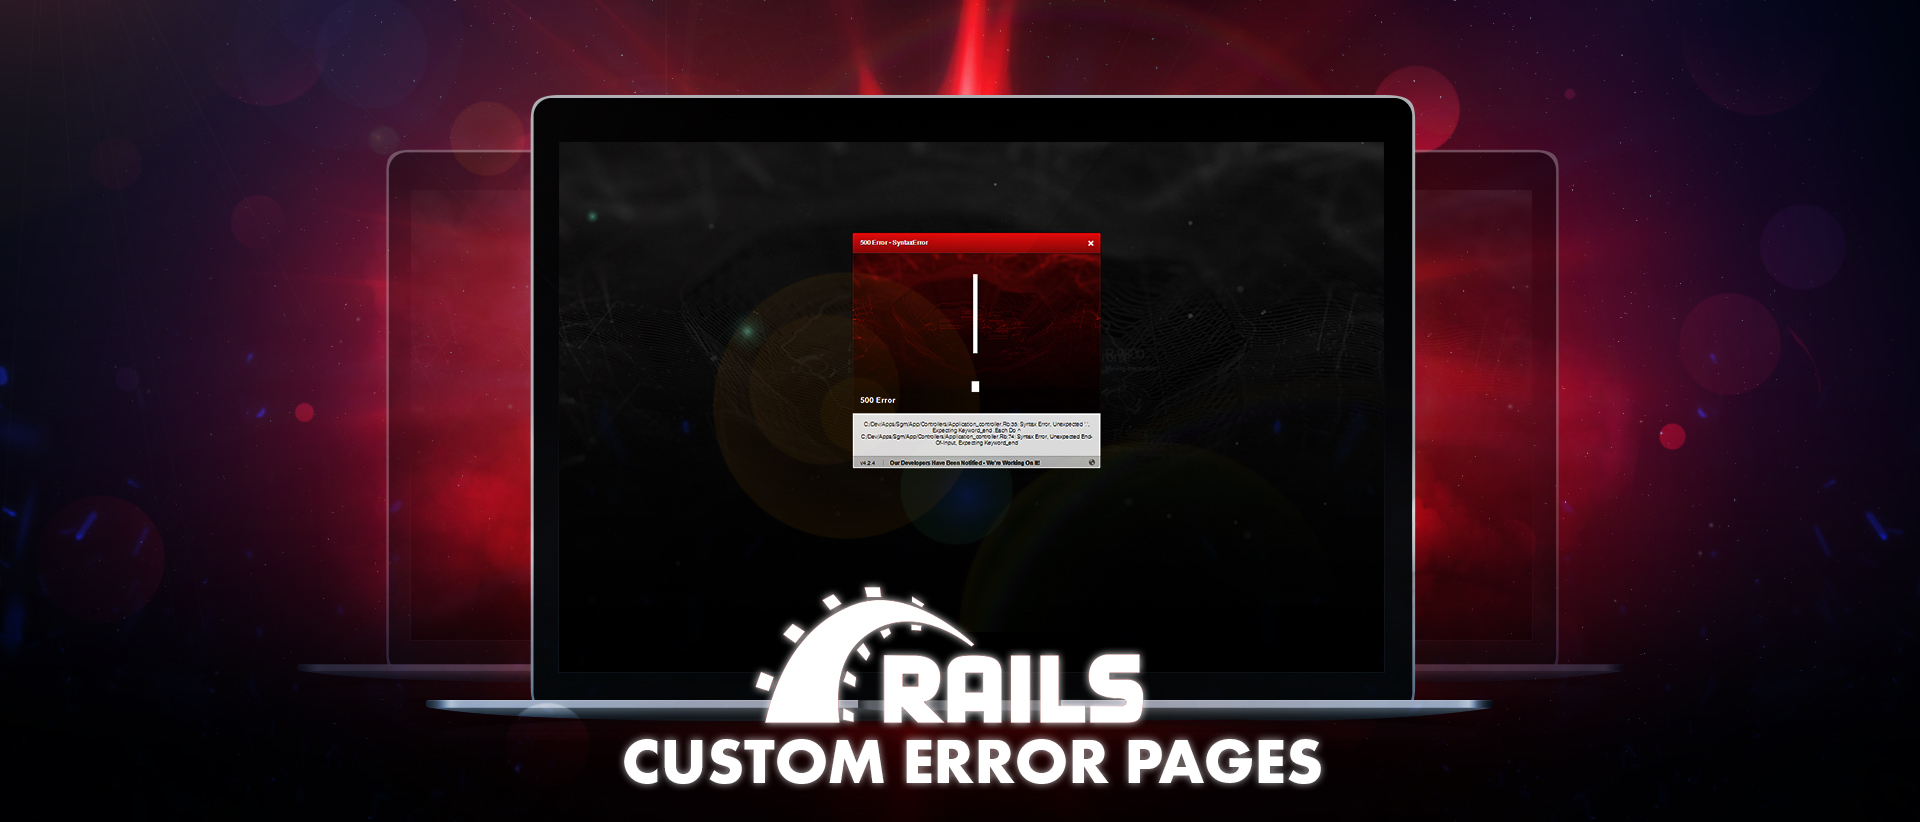 500 Error - SyntaxError
500 Error
C:/Dev/Apps/Sgm/App/Controllers/Application_controller.Rb:35: Syntax Error, Unexpected '.',
Expecting Keyword_end .Each Do ^
C:/Dev/Apps/Sgm/App/Controllers/Application_controller.Rb:74: Syntax Error, Unexpected End-
Of-Input, Expecting Keyword_end
v4.2.4 Our Developers Have Been Notified - We're Working On It!
RAILS
CUSTOM ERROR PAGES